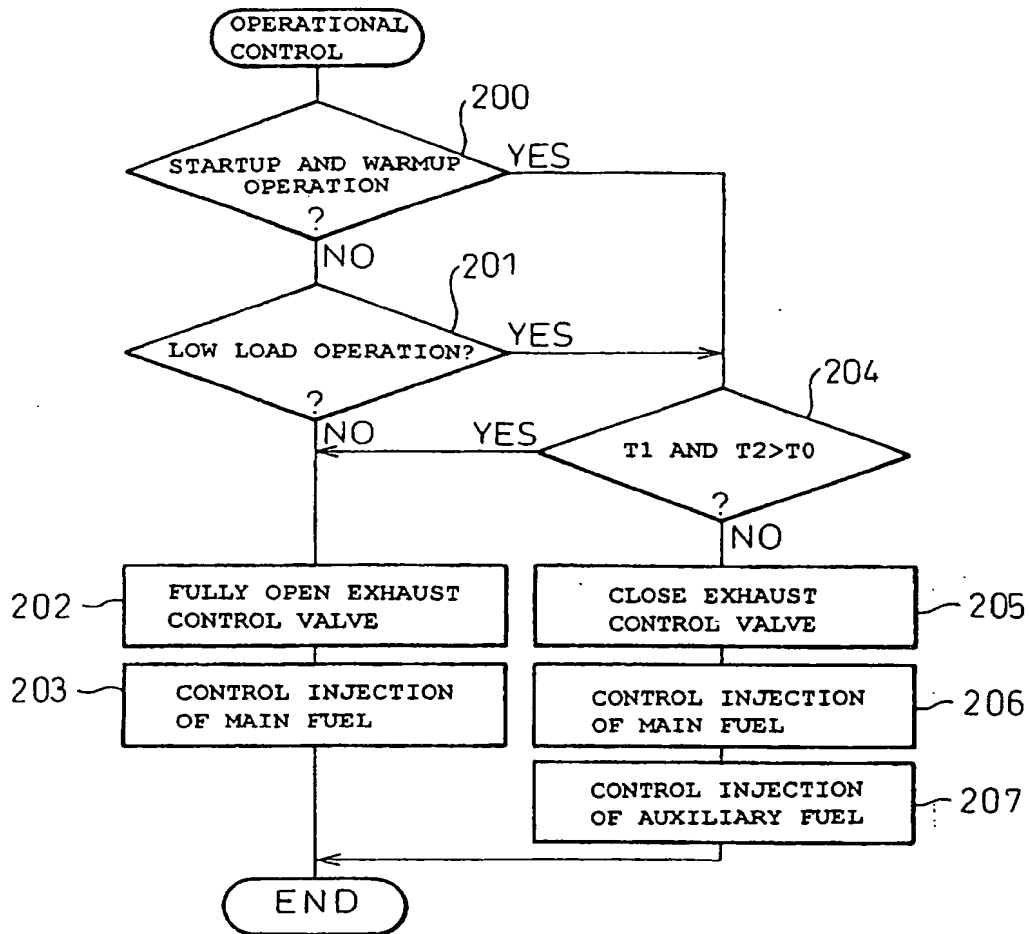 OPERATIONAL
CONTROL
200
STARTUP AND WARMUP
OPERATION
?
YES
NO
201
LOW LOAD OPERATION?
?
YES
NO
204
T1 AND T2>T0
?
YES
NO
202
FULLY OPEN EXHAUST
CONTROL VALVE
203
CONTROL INJECTION
OF MAIN FUEL
CLOSE EXHAUST
CONTROL VALVE
205
CONTROL INJECTION
OF MAIN FUEL
206
CONTROL INJECTION
OF AUXILIARY FUEL
207
END